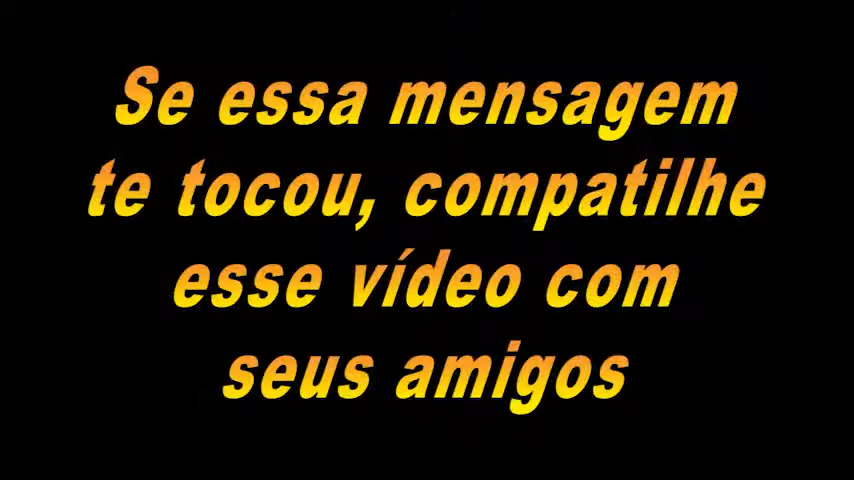 Se essa mensagem
te tocou, compatilhe
esse vídeo com
seus amigos